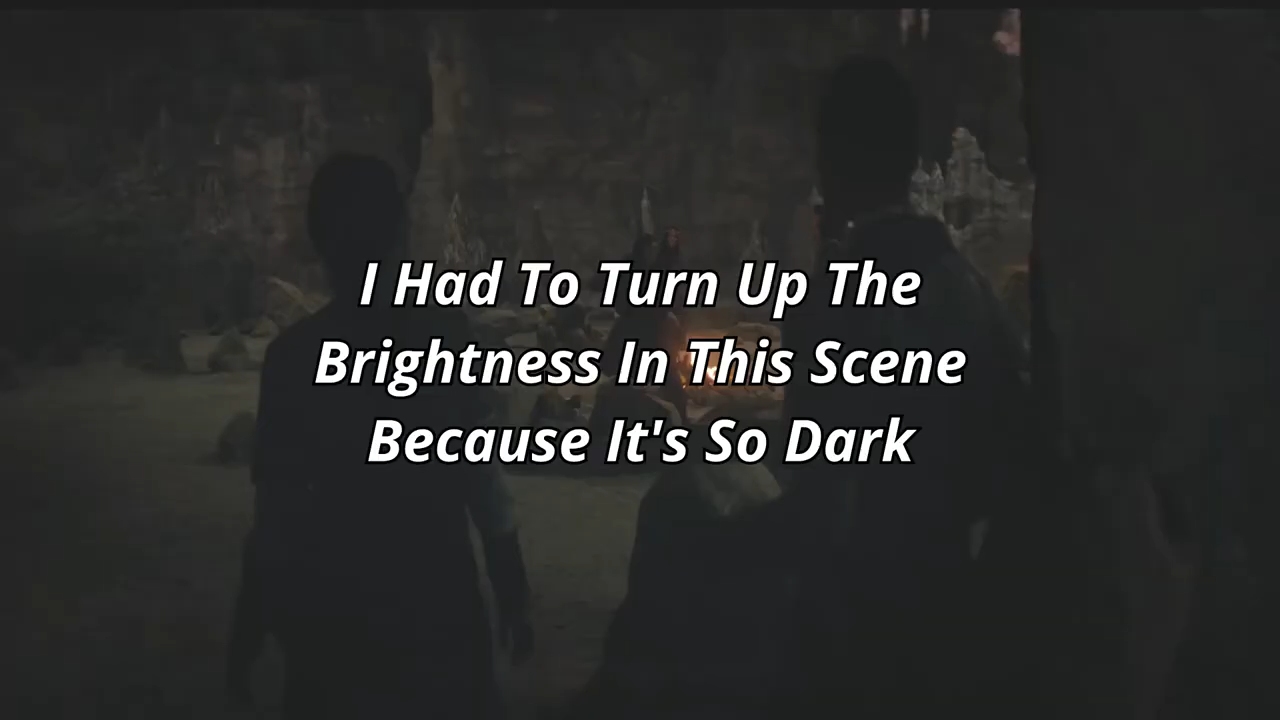 I Had To Turn Up The
Brightness In This Scene
Because It's So Dark